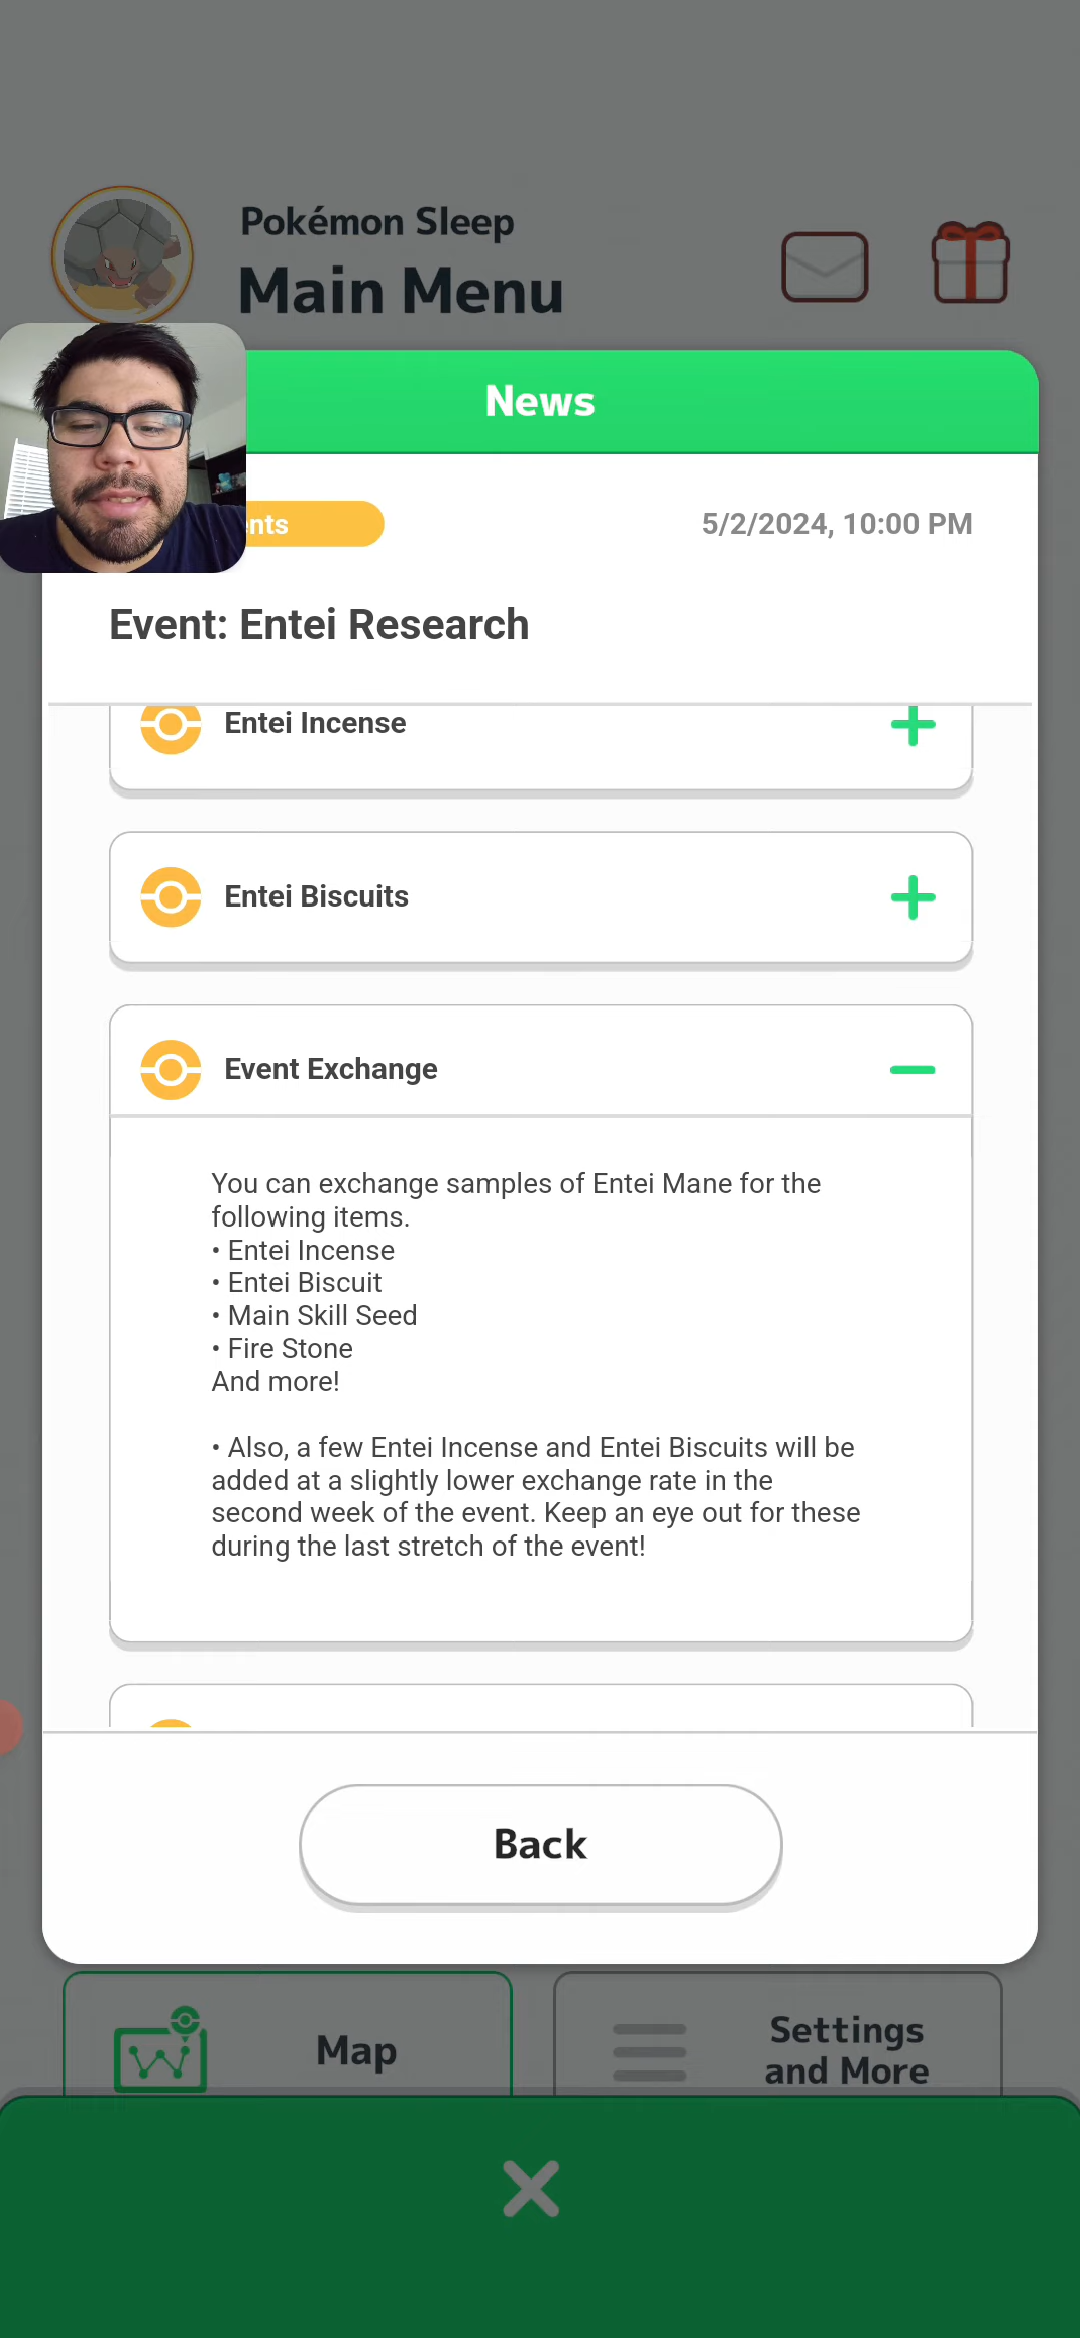 Pokémon Sleep
Main Menu
News
ents
5/2/2024, 10:00 PM
Event: Entei Research
Entei Incense
Entei Biscuits
Event Exchange
You can exchange samples of Entei Mane for the
following items.
• Entei Incense
• Entei Biscuit
• Main Skill Seed
• Fire Stone
And more!
• Also, a few Entei Incense and Entei Biscuits will be
added at a slightly lower exchange rate in the
second week of the event. Keep an eye out for these
during the last stretch of the event!
Back
Map
Settings
and More